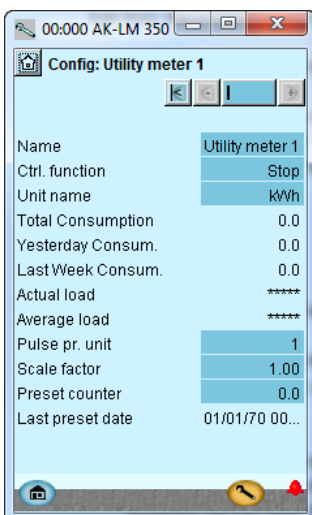 00:000 AK-LM 350
Config: Utility meter 1
Name Utility meter 1
Ctrl. function Stop
Unit name kWh
Total Consumption 0.0
Yesterday Consum. 0.0
Last Week Consum. 0.0
Actual load *****
Average load *****
Pulse pr. unit 1
Scale factor 1.00
Preset counter 0.0
Last preset date 01/01/70 00...